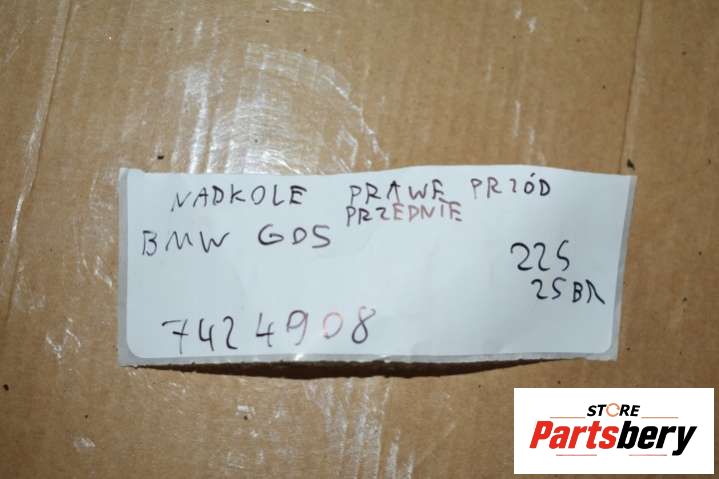 NADKOLE PRAWE PRZÓD
PRZEDNIE
BMW G05
225
25BR
7424908
STORE
Partsbery